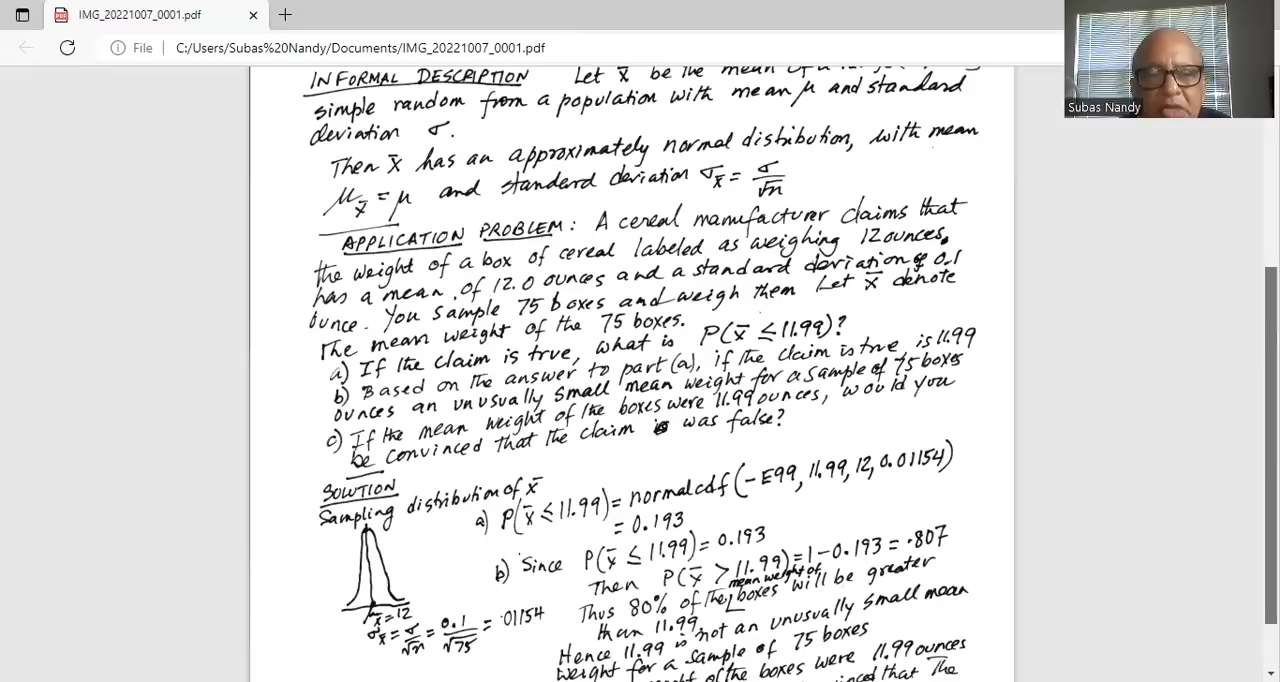 IMG_20221007_0001.pdf
File C:/Users/Subas%20Nandy/Documents/IMG_20221007_0001.pdf
Subas Nandy
INFORMAL DESCRIPTION Let x̄ be the mean of a
simple random from a population with mean μ and standard
deviation σ.
Then x̄ has an approximately normal distribution, with mean
μx̄ = μ and standard deviation σx̄ = σ/√n
APPLICATION PROBLEM: A cereal manufacturer claims that
the weight of a box of cereal labeled as weighing 12 ounces.
has a mean of 12.0 ounces and a standard deviation of 0.1
ounce. You sample 75 boxes and weigh them Let x̄ denote
The mean weight of the 75 boxes.
a) If the claim is true, what is P(x̄ ≤ 11.99)?
b) Based on the answer to part (a), if the claim is true is 11.99
ounces an unusually small mean weight for a sample of 75 boxes
c) If the mean weight of the boxes were 11.99 ounces, would you
be convinced that the claim was false?
SOLUTION
Sampling distribution of x̄
a) P(x̄ ≤ 11.99) = normalcdf (-E99, 11.99, 12, 0.01154)
= 0.193
b) Since P(x̄ ≤ 11.99) = 0.193
Then P(x̄ > 11.99) = 1 - 0.193 = .807
Thus 80% of the mean weight of boxes will be greater
than 11.99.
Hence 11.99 is not an unusually small mean
weight for a sample of 75 boxes
of the boxes were 11.99 ounces
that the
μx̄ = 12
σx̄ = σ/√n = 0.1/√75 = .01154